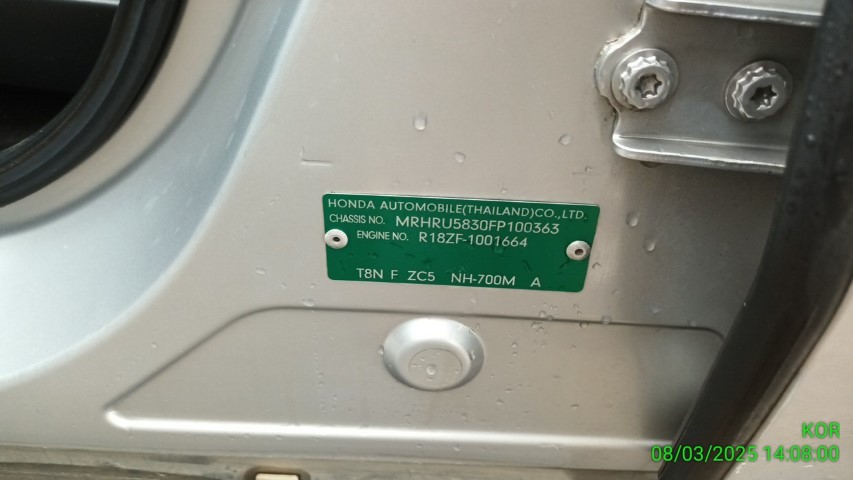 HONDA AUTOMOBILE(THAILAND)CO.,LTD.
CHASSIS NO. MRHRU5830FP100363
ENGINE NO. R18ZF-1001664
T8N F ZC5 NH-700M A
KOR
08/03/2025 14:08:00